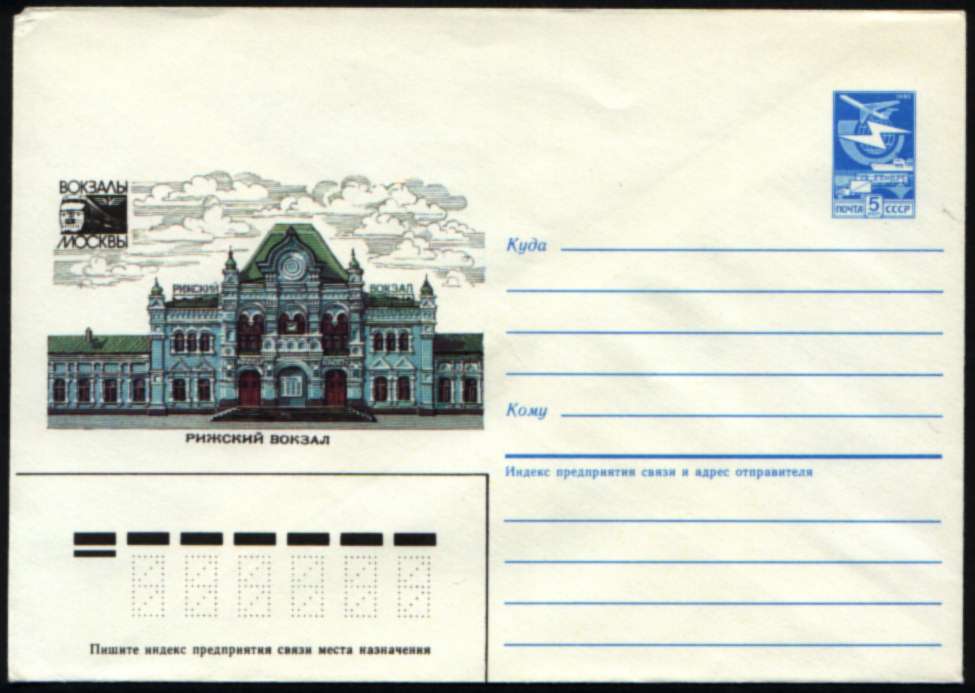 ВОКЗАЛЫ
МОСКВЫ
РИЖСКИЙ ВОКЗАЛ
РИЖСКИЙ ВОКЗАЛ
ПОЧТА 5 СССР
Куда
Кому
Индекс предприятия связи и адрес отправителя
Пишите индекс предприятия связи места назначения